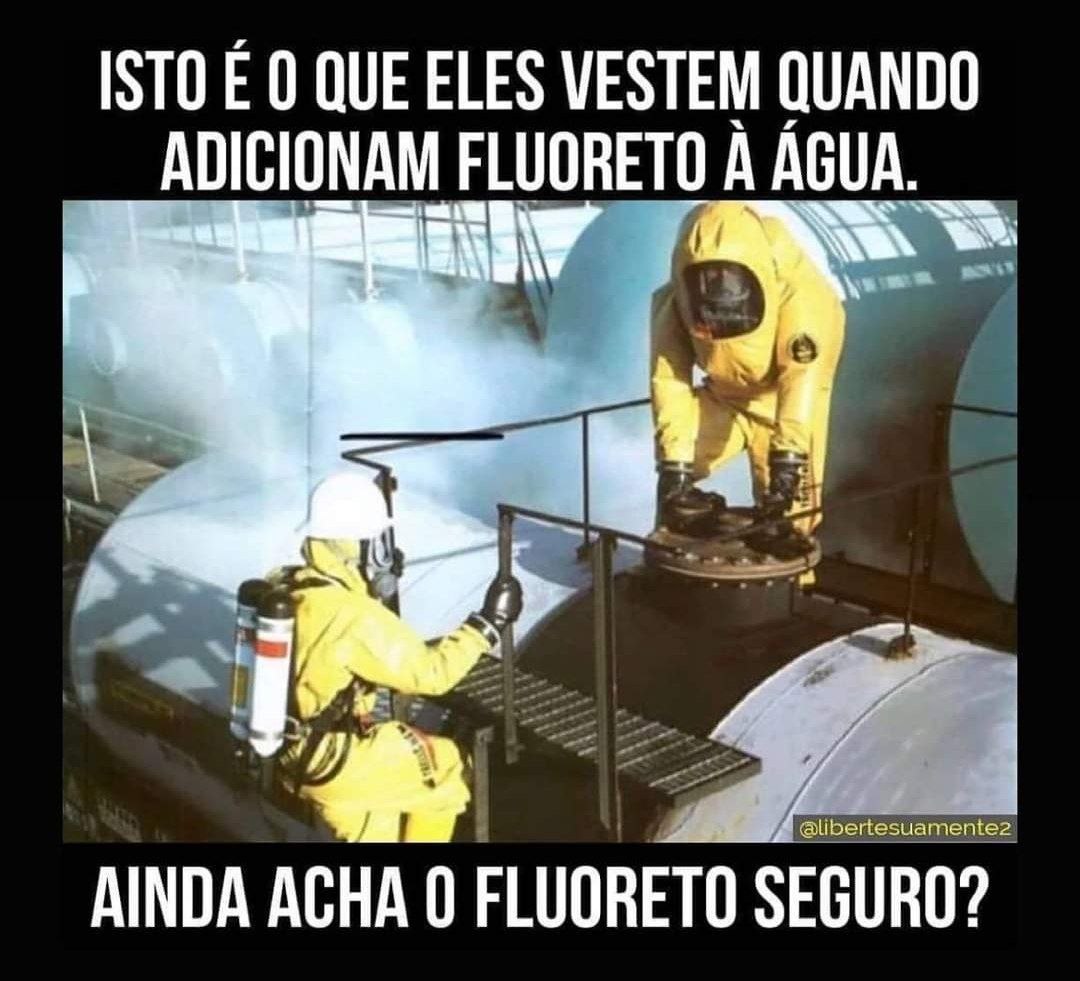 ISTO É O QUE ELES VESTEM QUANDO
ADICIONAM FLUORETO À ÁGUA.
@libertesuamente2
AINDA ACHA O FLUORETO SEGURO?